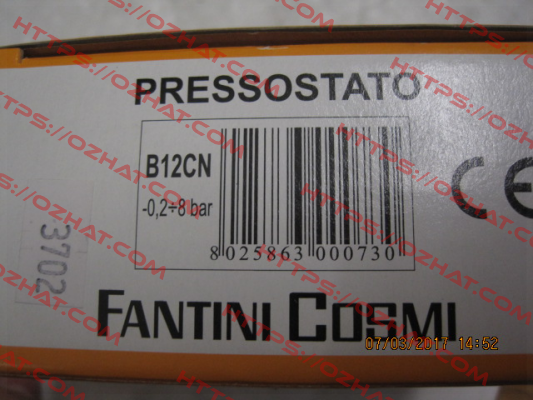 PRESSOSTATO
B12CN
-0,2÷8 bar
8 025863 000730
CE
3702
FANTINI COSMI
07/03/2017 14:52
HTTPS://OZHAT.COM